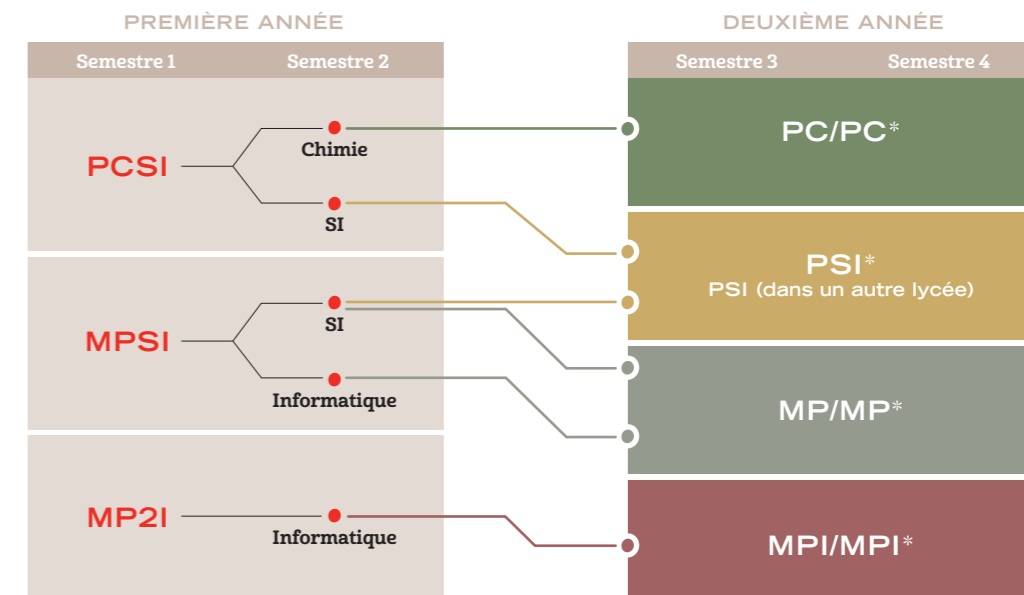 PREMIÈRE ANNÉE
Semestre 1
Semestre 2
PCSI
Chimie
SI
MPSI
SI
Informatique
MP2I
Informatique
DEUXIÈME ANNÉE
Semestre 3
Semestre 4
PC/PC*
PSI*
PSI (dans un autre lycée)
MP/MP*
MPI/MPI*